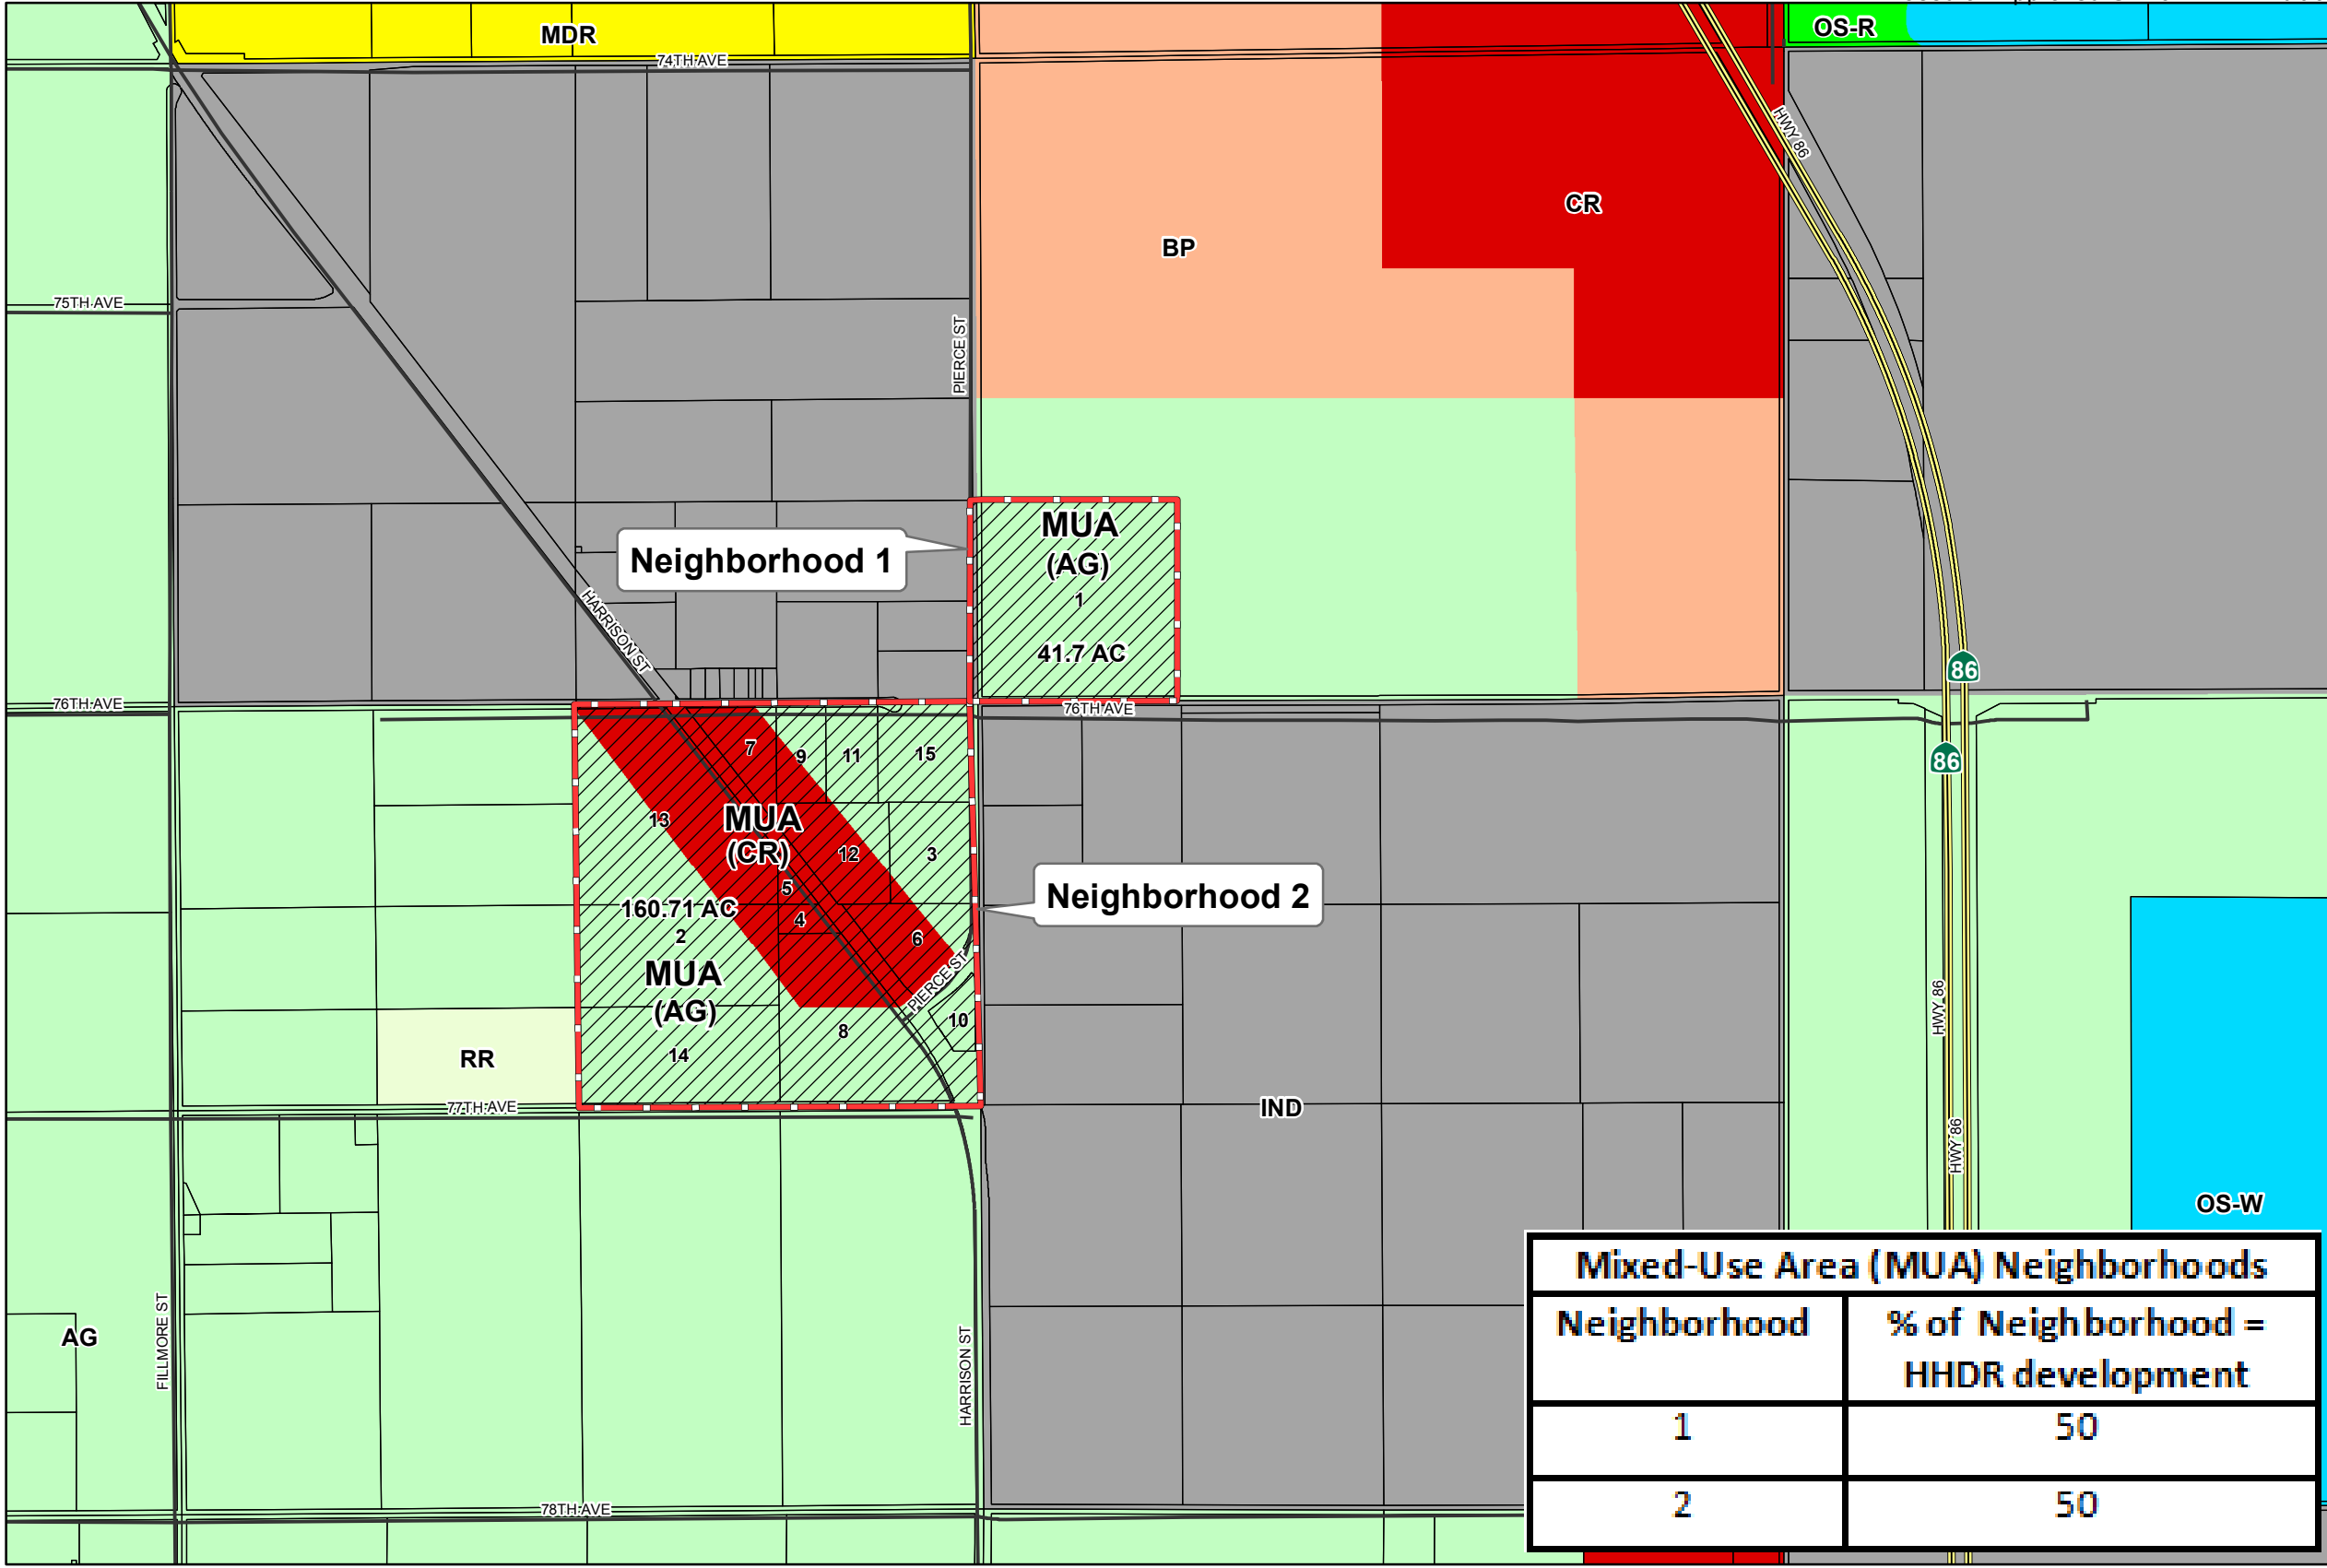 MDR
OS-R
74TH AVE
HWY 86
CR
BP
75TH AVE
PIERCE ST
MUA
(AG)
1
41.7 AC
Neighborhood 1
HARRISON ST
86
76TH AVE
76TH AVE
7
9
11
15
86
13
MUA
(CR)
12
3
5
4
Neighborhood 2
160.71 AC
2
6
MUA
(AG)
PIERCE ST
HWY 86
10
8
14
RR
77TH AVE
IND
HWY 86
OS-W
AG
FILLMORE ST
HARRISON ST
78TH AVE
Mixed-Use Area (MUA) Neighborhoods
Neighborhood
% of Neighborhood =
HHDR development
1
50
2
50